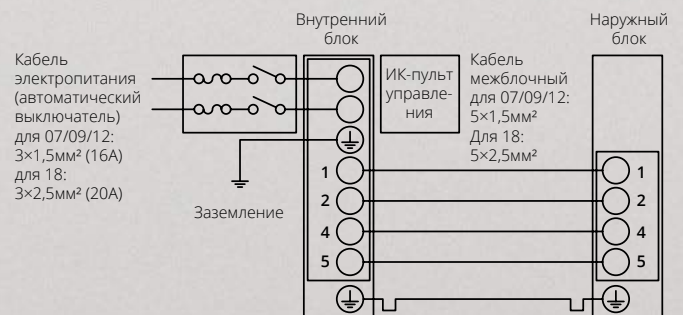 Внутренний
блок
Наружный
блок
Кабель
электропитания
(автоматический
выключатель)
для 07/09/12:
3×1,5мм² (16А)
для 18:
3×2,5мм² (20А)
ИК-пульт
управле-
ния
Кабель
межблочный
для 07/09/12:
5×1,5мм²
Для 18:
5×2,5мм²
Заземление
1
2
4
5
1
2
4
5